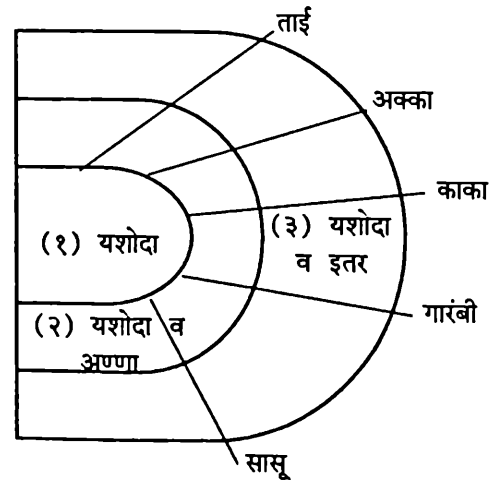 ताई
अक्का
काका
(१) यशोदा
(३) यशोदा
व इतर
गारंबी
(२) यशोदा व
अण्णा
सासू